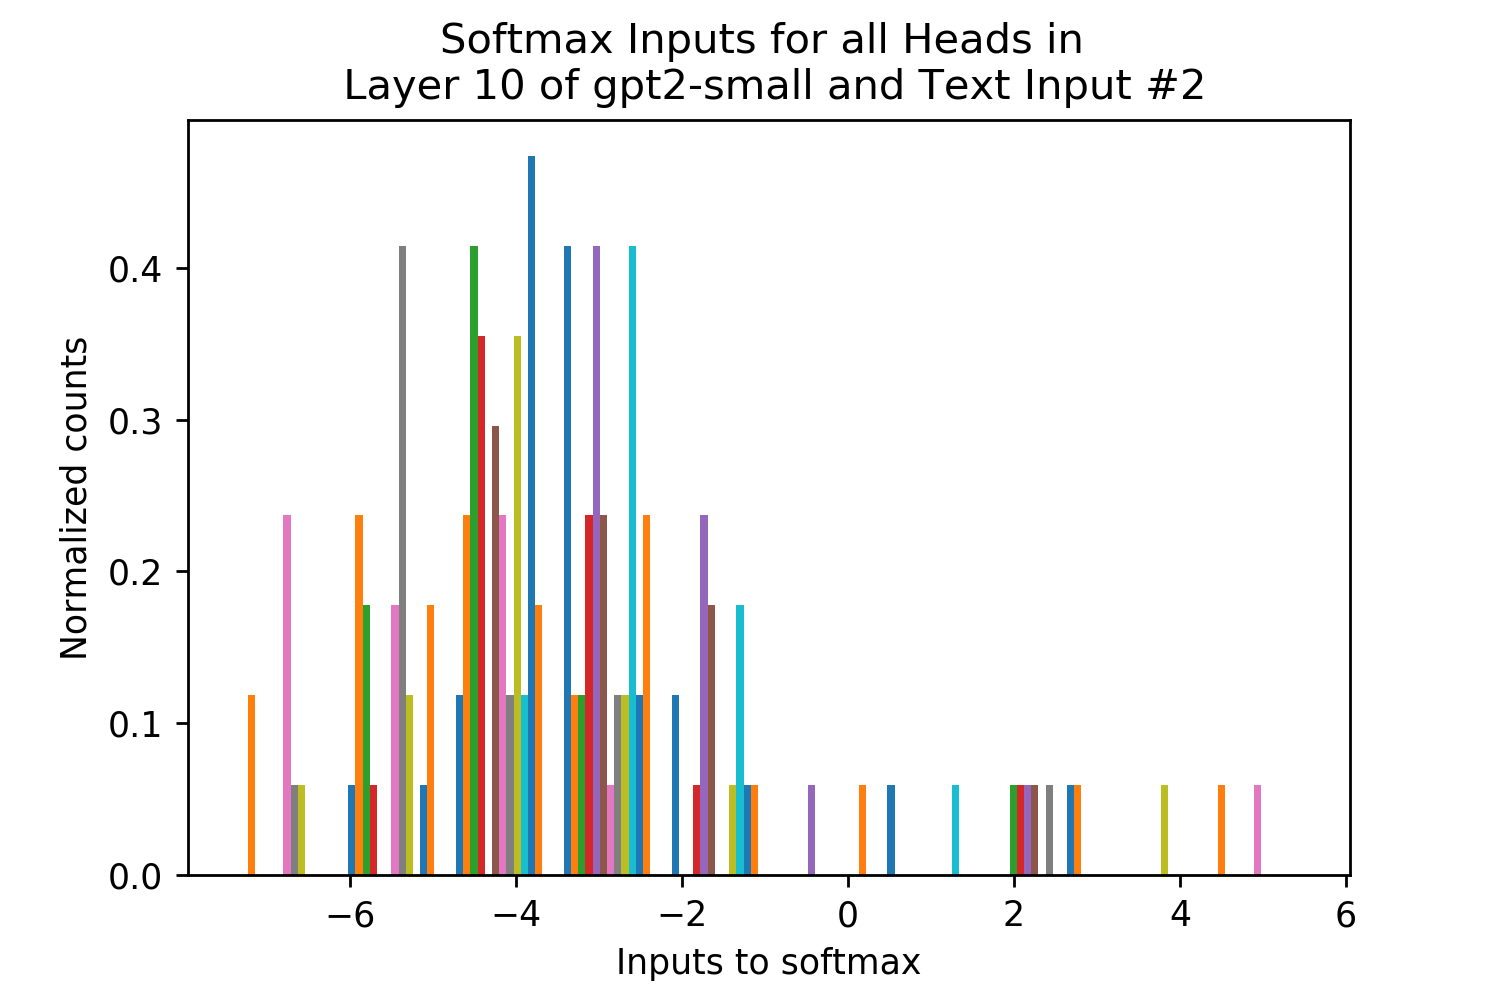 Softmax Inputs for all Heads in
Layer 10 of gpt2-small and Text Input #2
Normalized counts
0.4
0.3
0.2
0.1
0.0
−6 −4 −2 0 2 4 6
Inputs to softmax